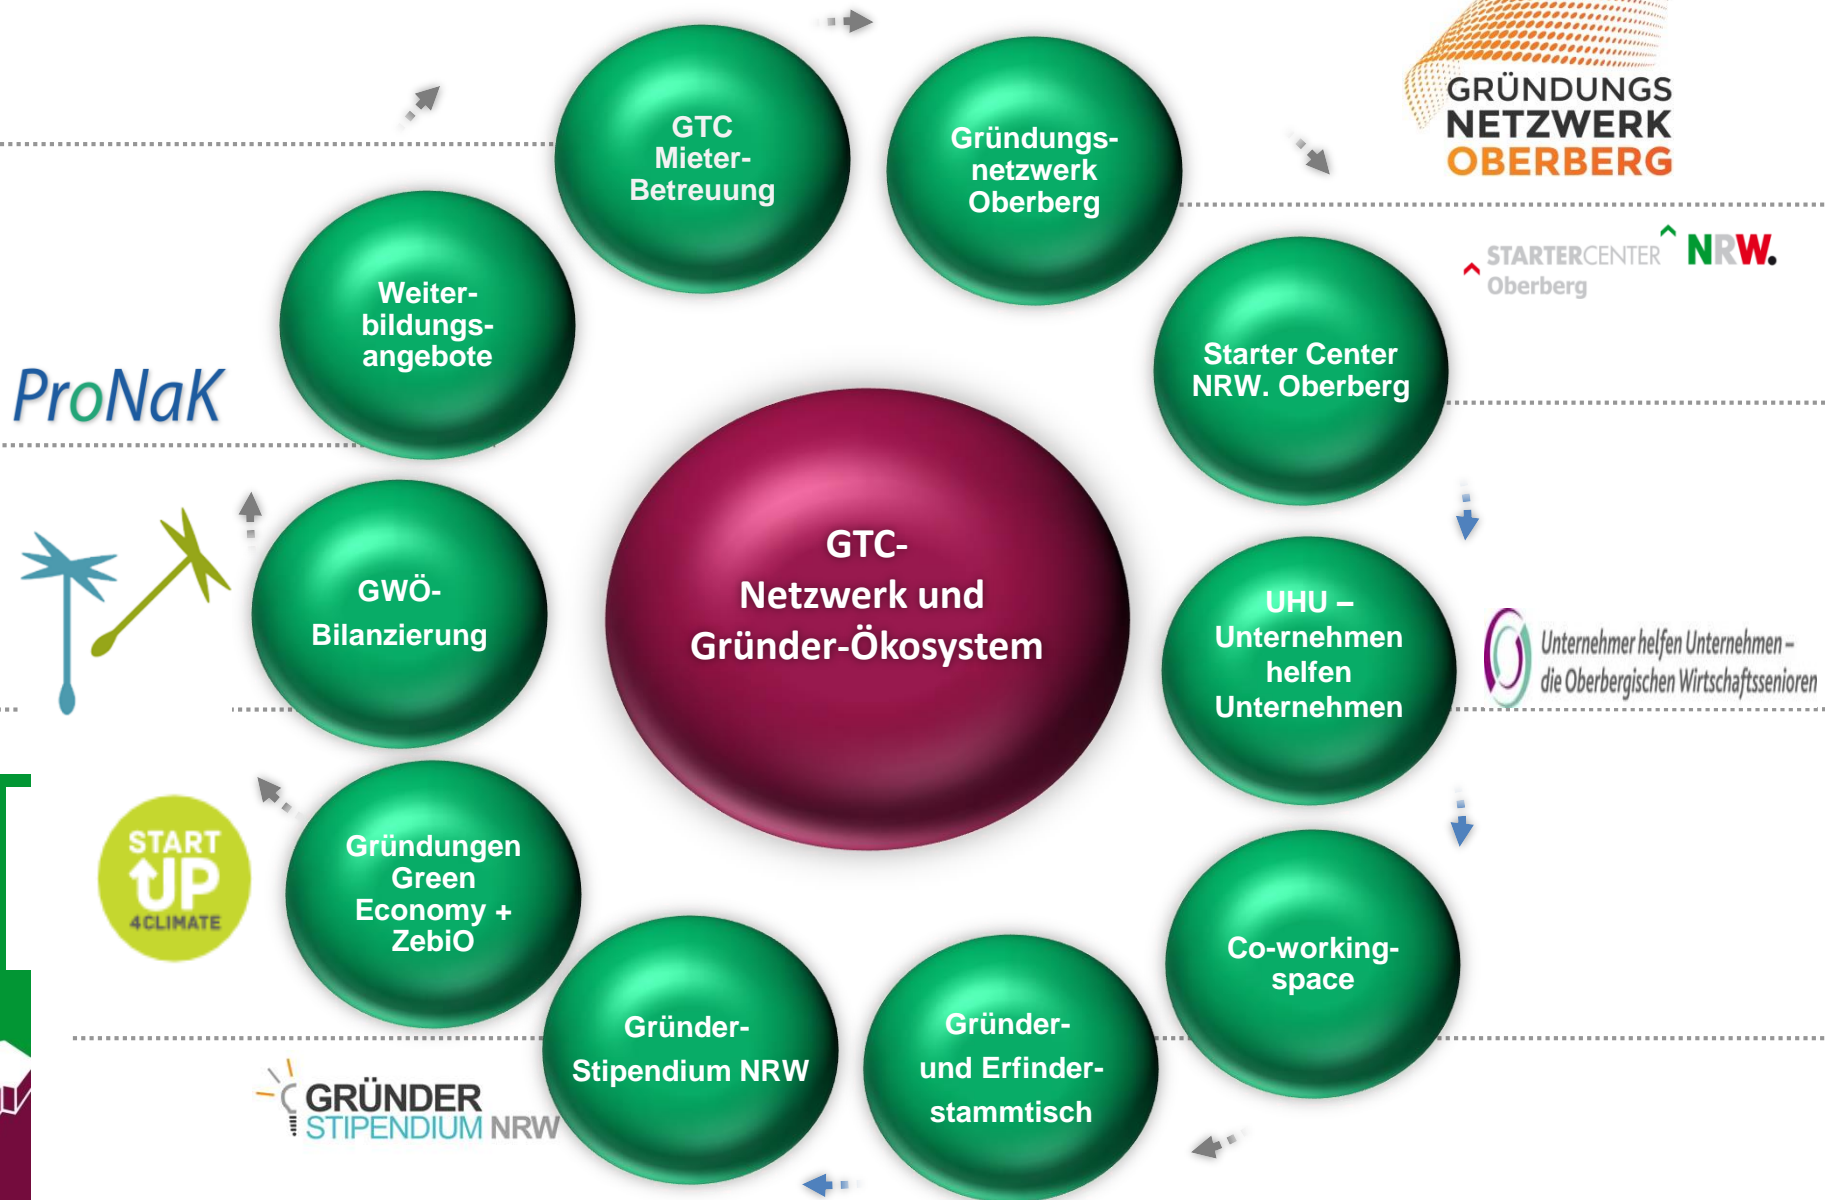 GTC
Mieter-
Betreuung
Gründungs-
netzwerk
Oberberg
GRÜNDUNGS
NETZWERK
OBERBERG
STARTERCENTER NRW.
Oberberg
Starter Center
NRW. Oberberg
Weiter-
bildungs-
angebote
ProNaK
GTC-
Netzwerk und
Gründer-Ökosystem
GWÖ-
Bilanzierung
UHU –
Unternehmen
helfen
Unternehmen
Unternehmer helfen Unternehmen –
die Oberbergischen Wirtschaftssenioren
START
UP
4CLIMATE
Gründungen
Green
Economy +
ZebiO
Co-working-
space
Gründer-
Stipendium NRW
Gründer-
und Erfinder-
stammtisch
GRÜNDER
STIPENDIUM NRW